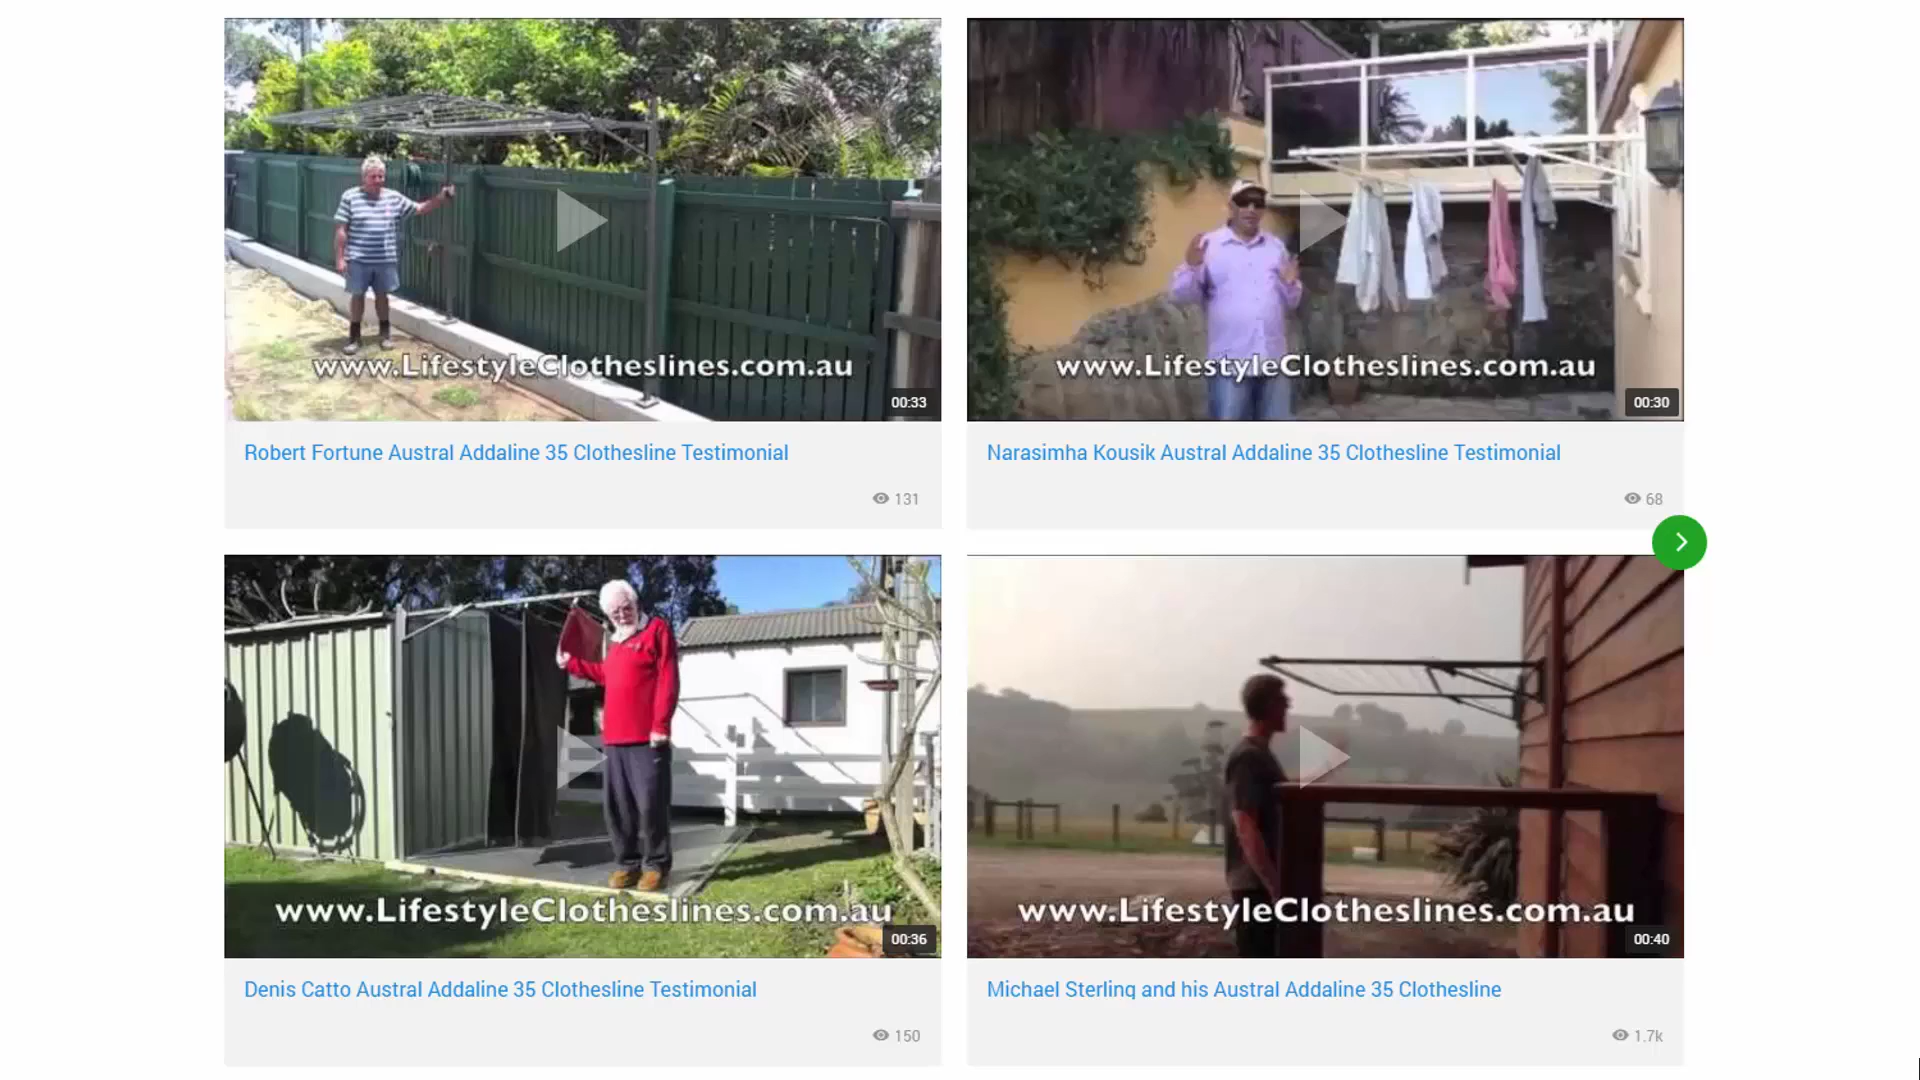 www.LifestyleClotheslines.com.au
00:33
Robert Fortune Austral Addaline 35 Clothesline Testimonial
131
www.LifestyleClotheslines.com.au
00:30
Narasimha Kousik Austral Addaline 35 Clothesline Testimonial
68
www.LifestyleClotheslines.com.au
00:36
Denis Catto Austral Addaline 35 Clothesline Testimonial
150
www.LifestyleClotheslines.com.au
00:40
Michael Sterling and his Austral Addaline 35 Clothesline
1.7k